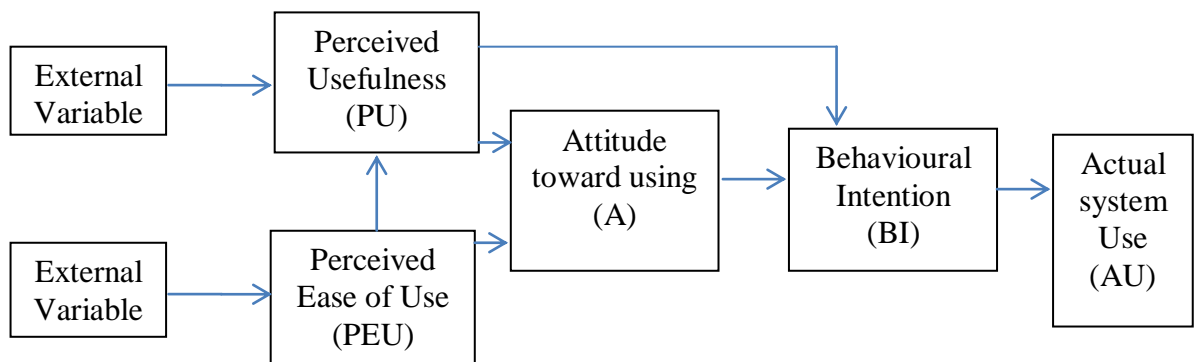 External
Variable
Perceived
Usefulness
(PU)
Attitude
toward using
(A)
Behavioural
Intention
(BI)
Actual
system
Use
(AU)
External
Variable
Perceived
Ease of Use
(PEU)